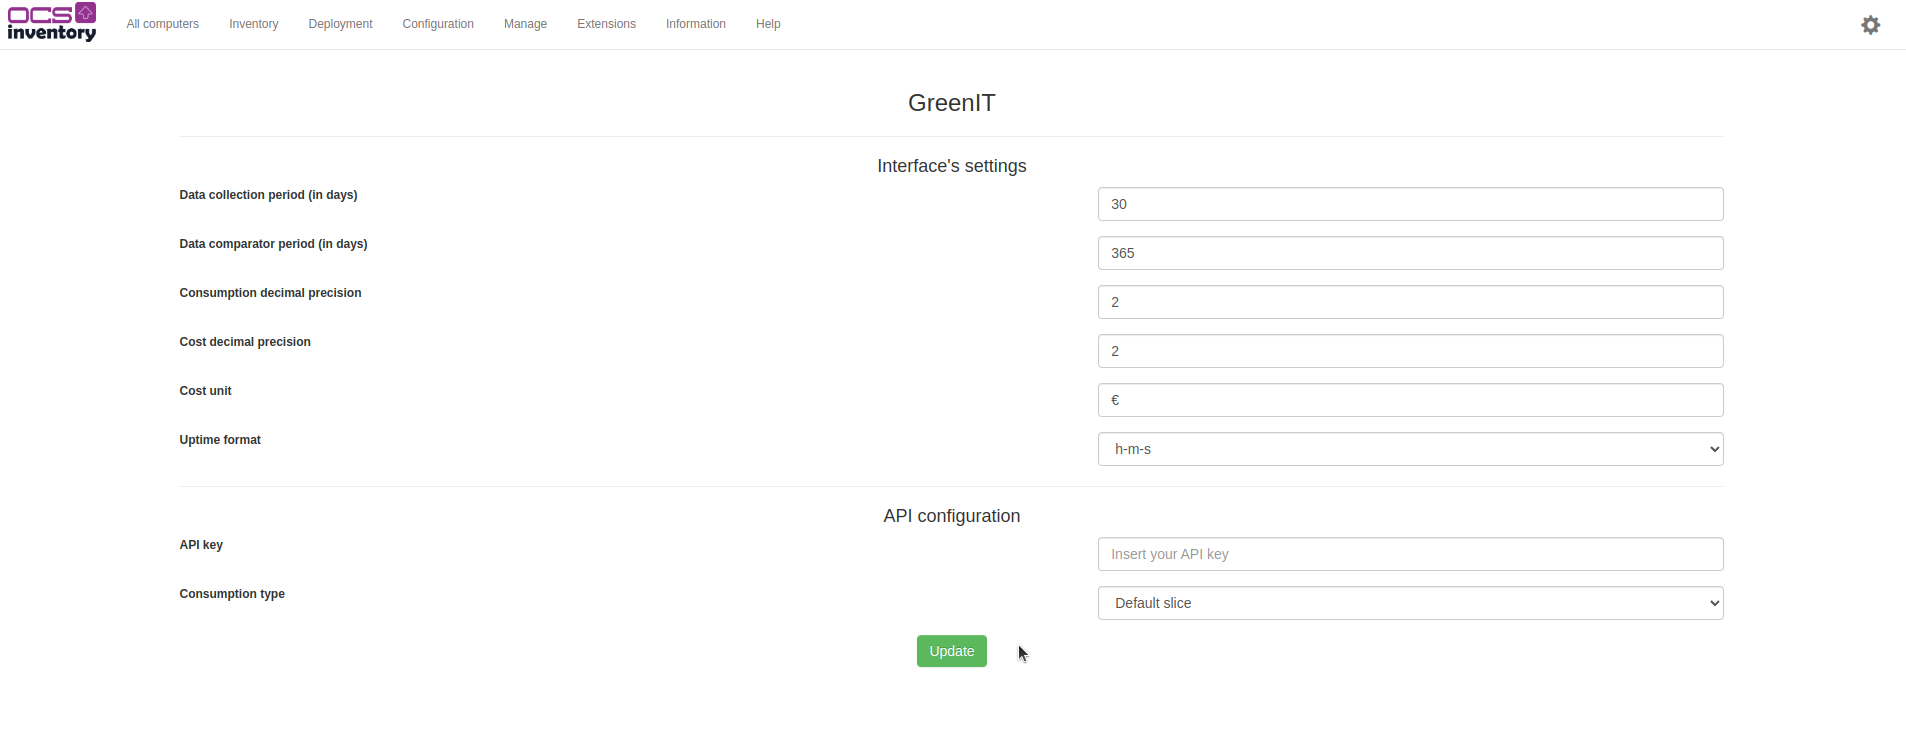 OCS inventory
All computers Inventory Deployment Configuration Manage Extensions Information Help
GreenIT
Interface's settings
Data collection period (in days) 30
Data comparator period (in days) 365
Consumption decimal precision 2
Cost decimal precision 2
Cost unit €
Uptime format h-m-s
API configuration
API key Insert your API key
Consumption type Default slice
Update